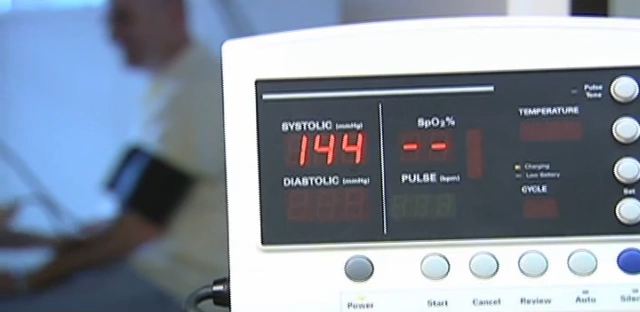 Pulse
Tone
TEMPERATURE
SYSTOLIC (mmHg)
SpO2%
144
--
Charging
Low Battery
DIASTOLIC (mmHg)
PULSE (bpm)
CYCLE
Set
Power
Start
Cancel
Review
Auto
Silen